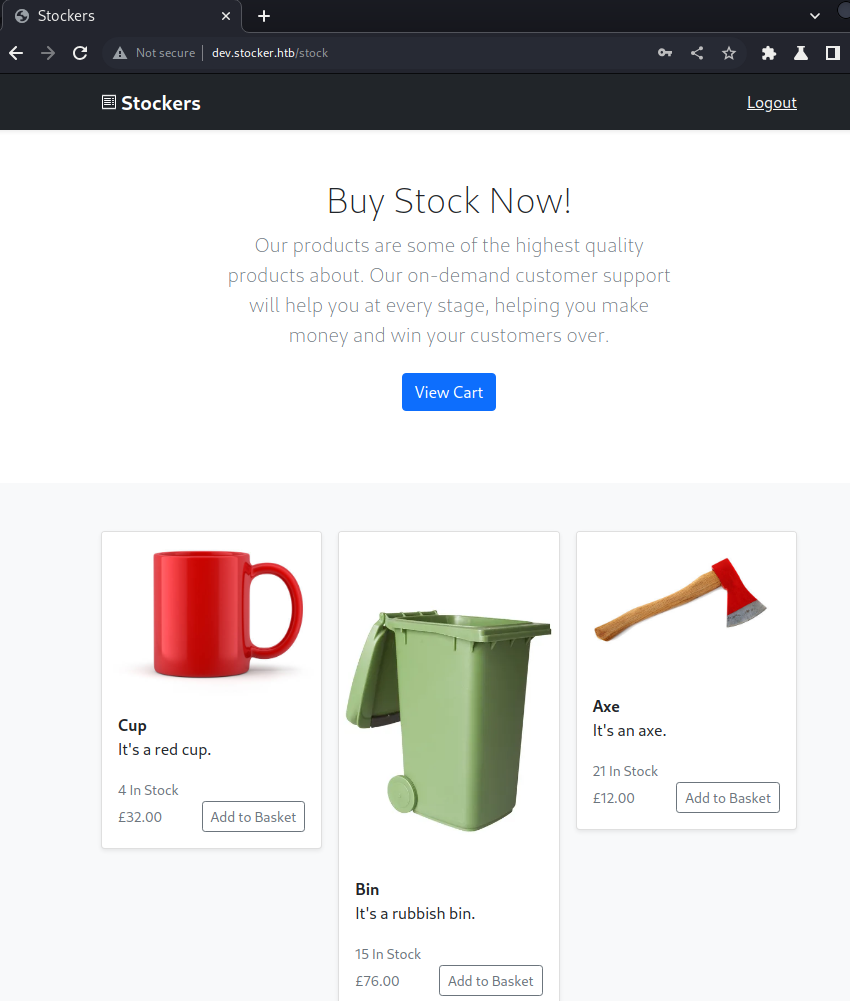 Stockers
Not secure dev.stocker.htb/stock
Stockers
Logout
Buy Stock Now!
Our products are some of the highest quality
products about. Our on-demand customer support
will help you at every stage, helping you make
money and win your customers over.
View Cart
Cup
It's a red cup.
4 In Stock
£32.00 Add to Basket
Bin
It's a rubbish bin.
15 In Stock
£76.00 Add to Basket
Axe
It's an axe.
21 In Stock
£12.00 Add to Basket